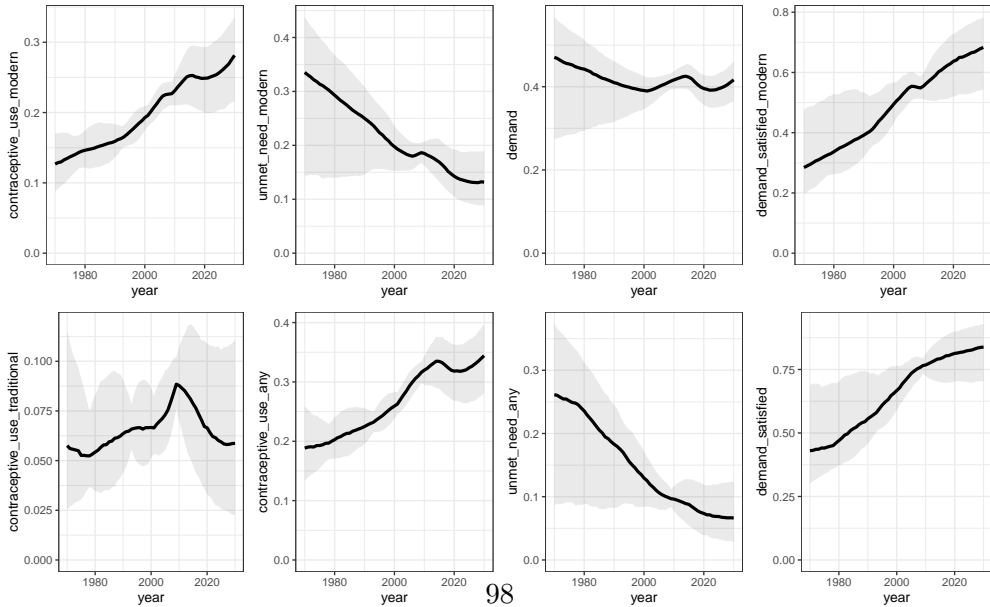 contraceptive_use_modern
0.3
0.2
0.1
0.0
1980 2000 2020
year
unmet_need_modern
0.4
0.3
0.2
0.1
0.0
1980 2000 2020
year
demand
0.4
0.2
0.0
1980 2000 2020
year
demand_satisfied_modern
0.8
0.6
0.4
0.2
0.0
1980 2000 2020
year
contraceptive_use_traditional
0.100
0.075
0.050
0.025
0.000
1980 2000 2020
year
contraceptive_use_any
0.4
0.3
0.2
0.1
0.0
1980 2000 2020
year
unmet_need_any
0.3
0.2
0.1
0.0
1980 2000 2020
year
demand_satisfied
0.75
0.50
0.25
0.00
1980 2000 2020
year
98